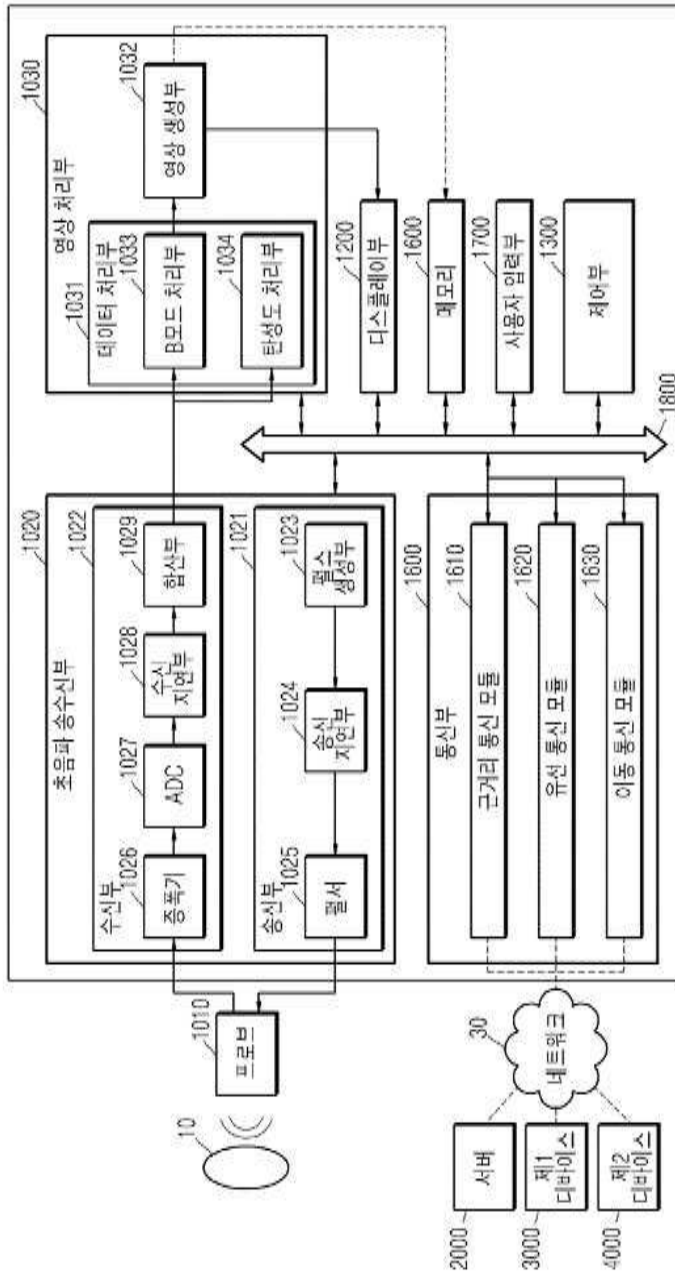 1020
초음파 송수신부
1022
수신부
1026
증폭기
1027
ADC
1028
수신
지연부
1029
합산부
1021
송신부
1025
펄서
1024
송신
지연부
1023
펄스
생성부
1030
영상 처리부
1031
데이터 처리부
1033
B모드 처리부
1034
탄성도 처리부
1032
영상 생성부
1010
프로브
10
1200
디스플레이부
1600
메모리
1700
사용자 입력부
1300
제어부
1800
1600
통신부
1610
근거리 통신 모듈
1620
유선 통신 모듈
1630
이동 통신 모듈
30
네트워크
2000
서버
3000
제1
디바이스
4000
제2
디바이스